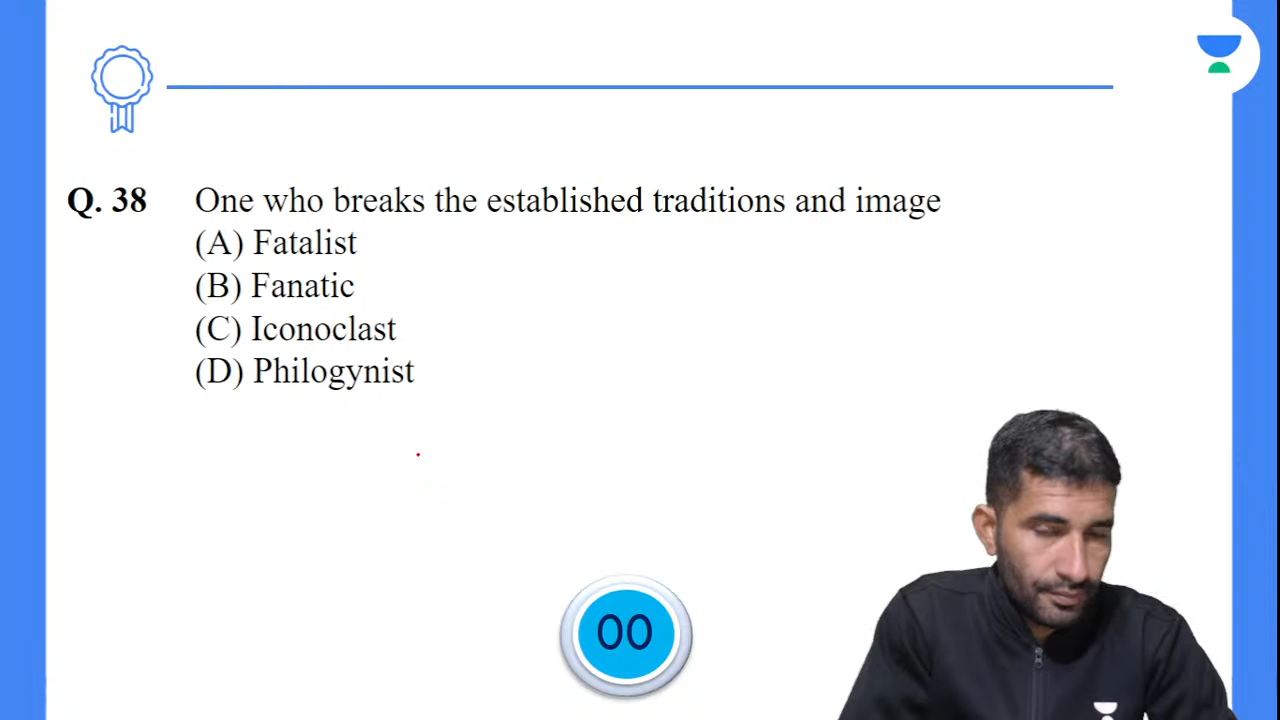 Q. 38 One who breaks the established traditions and image
(A) Fatalist
(B) Fanatic
(C) Iconoclast
(D) Philogynist
00